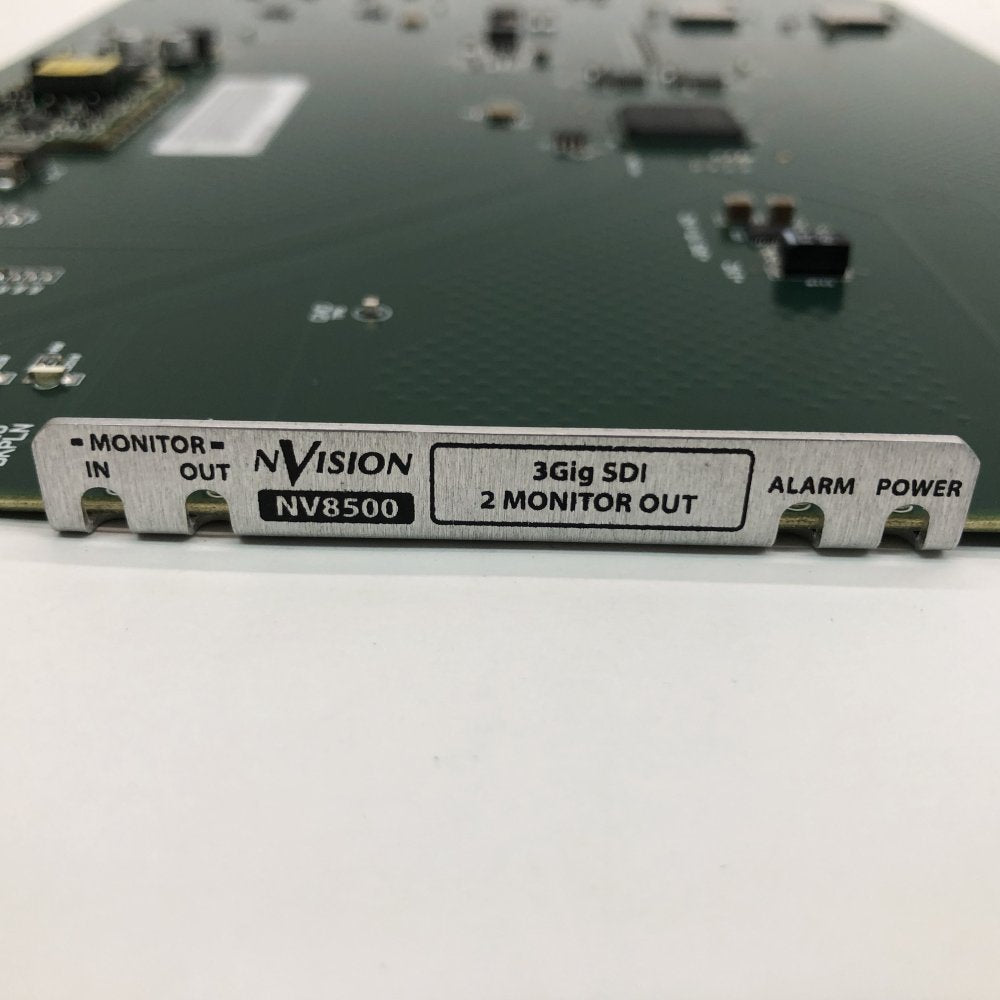 - MONITOR -
IN OUT
NVISION
NV8500
3Gig SDI
2 MONITOR OUT
ALARM POWER